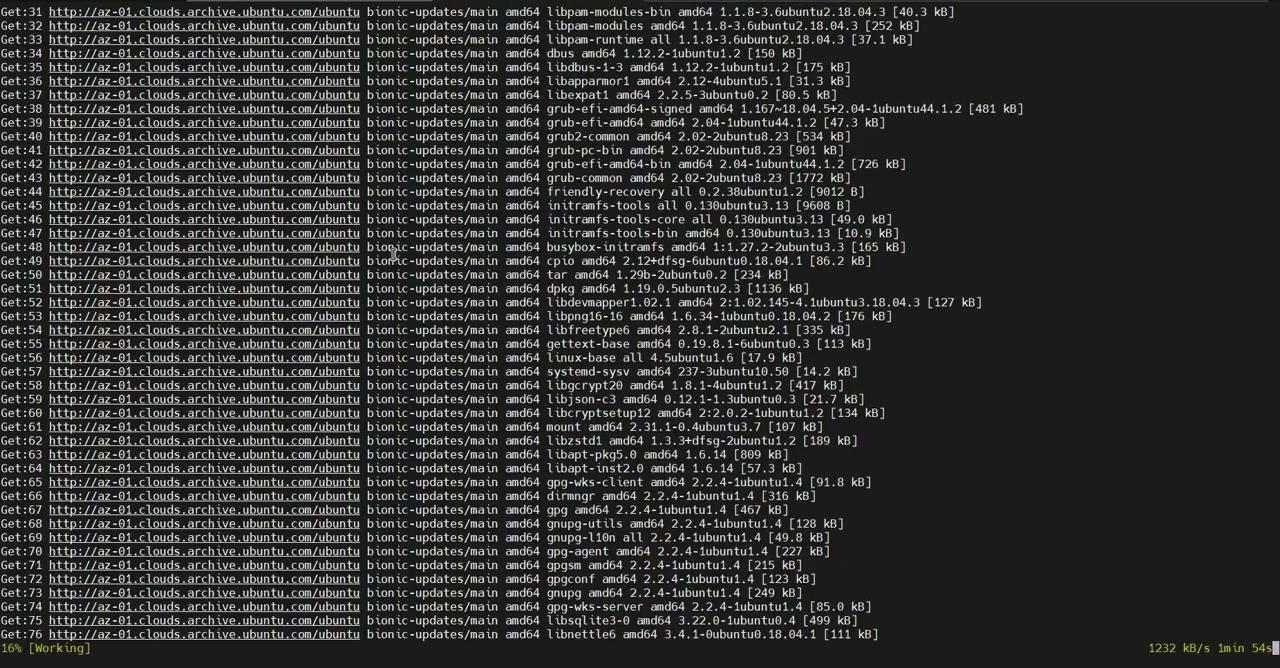 Get:31 http://az-01.clouds.archive.ubuntu.com/ubuntu bionic-updates/main amd64 libpam-modules-bin amd64 1.1.8-3.6ubuntu2.18.04.3 [40.3 kB]
Get:32 http://az-01.clouds.archive.ubuntu.com/ubuntu bionic-updates/main amd64 libpam-modules amd64 1.1.8-3.6ubuntu2.18.04.3 [252 kB]
Get:33 http://az-01.clouds.archive.ubuntu.com/ubuntu bionic-updates/main amd64 libpam-runtime all 1.1.8-3.6ubuntu2.18.04.3 [37.1 kB]
Get:34 http://az-01.clouds.archive.ubuntu.com/ubuntu bionic-updates/main amd64 dbus amd64 1.12.2-1ubuntu1.2 [150 kB]
Get:35 http://az-01.clouds.archive.ubuntu.com/ubuntu bionic-updates/main amd64 libdbus-1-3 amd64 1.12.2-1ubuntu1.2 [175 kB]
Get:36 http://az-01.clouds.archive.ubuntu.com/ubuntu bionic-updates/main amd64 libapparmor1 amd64 2.12-4ubuntu5.1 [31.3 kB]
Get:37 http://az-01.clouds.archive.ubuntu.com/ubuntu bionic-updates/main amd64 libexpat1 amd64 2.2.5-3ubuntu0.2 [80.5 kB]
Get:38 http://az-01.clouds.archive.ubuntu.com/ubuntu bionic-updates/main amd64 grub-efi-amd64-signed amd64 1.167~18.04.5+2.04-1ubuntu44.1.2 [481 kB]
Get:39 http://az-01.clouds.archive.ubuntu.com/ubuntu bionic-updates/main amd64 grub-efi-amd64 amd64 2.04-1ubuntu44.1.2 [47.3 kB]
Get:40 http://az-01.clouds.archive.ubuntu.com/ubuntu bionic-updates/main amd64 grub2-common amd64 2.02-2ubuntu8.23 [534 kB]
Get:41 http://az-01.clouds.archive.ubuntu.com/ubuntu bionic-updates/main amd64 grub-pc-bin amd64 2.02-2ubuntu8.23 [901 kB]
Get:42 http://az-01.clouds.archive.ubuntu.com/ubuntu bionic-updates/main amd64 grub-efi-amd64-bin amd64 2.04-1ubuntu44.1.2 [726 kB]
Get:43 http://az-01.clouds.archive.ubuntu.com/ubuntu bionic-updates/main amd64 grub-common amd64 2.02-2ubuntu8.23 [1772 kB]
Get:44 http://az-01.clouds.archive.ubuntu.com/ubuntu bionic-updates/main amd64 friendly-recovery all 0.2.38ubuntu1.2 [9012 B]
Get:45 http://az-01.clouds.archive.ubuntu.com/ubuntu bionic-updates/main amd64 initramfs-tools all 0.130ubuntu3.13 [9608 B]
Get:46 http://az-01.clouds.archive.ubuntu.com/ubuntu bionic-updates/main amd64 initramfs-tools-core all 0.130ubuntu3.13 [49.0 kB]
Get:47 http://az-01.clouds.archive.ubuntu.com/ubuntu bionic-updates/main amd64 initramfs-tools-bin amd64 0.130ubuntu3.13 [10.9 kB]
Get:48 http://az-01.clouds.archive.ubuntu.com/ubuntu bionic-updates/main amd64 busybox-initramfs amd64 1:1.27.2-2ubuntu3.3 [165 kB]
Get:49 http://az-01.clouds.archive.ubuntu.com/ubuntu bionic-updates/main amd64 cpio amd64 2.12+dfsg-6ubuntu0.18.04.1 [86.2 kB]
Get:50 http://az-01.clouds.archive.ubuntu.com/ubuntu bionic-updates/main amd64 tar amd64 1.29b-2ubuntu0.2 [234 kB]
Get:51 http://az-01.clouds.archive.ubuntu.com/ubuntu bionic-updates/main amd64 dpkg amd64 1.19.0.5ubuntu2.3 [1136 kB]
Get:52 http://az-01.clouds.archive.ubuntu.com/ubuntu bionic-updates/main amd64 libdevmapper1.02.1 amd64 2:1.02.145-4.1ubuntu3.18.04.3 [127 kB]
Get:53 http://az-01.clouds.archive.ubuntu.com/ubuntu bionic-updates/main amd64 libpng16-16 amd64 1.6.34-1ubuntu0.18.04.2 [176 kB]
Get:54 http://az-01.clouds.archive.ubuntu.com/ubuntu bionic-updates/main amd64 libfreetype6 amd64 2.8.1-2ubuntu2.1 [335 kB]
Get:55 http://az-01.clouds.archive.ubuntu.com/ubuntu bionic-updates/main amd64 gettext-base amd64 0.19.8.1-6ubuntu0.3 [113 kB]
Get:56 http://az-01.clouds.archive.ubuntu.com/ubuntu bionic-updates/main amd64 linux-base all 4.5ubuntu1.6 [17.9 kB]
Get:57 http://az-01.clouds.archive.ubuntu.com/ubuntu bionic-updates/main amd64 systemd-sysv amd64 237-3ubuntu10.50 [14.2 kB]
Get:58 http://az-01.clouds.archive.ubuntu.com/ubuntu bionic-updates/main amd64 libgcrypt20 amd64 1.8.1-4ubuntu1.2 [417 kB]
Get:59 http://az-01.clouds.archive.ubuntu.com/ubuntu bionic-updates/main amd64 libjson-c3 amd64 0.12.1-1.3ubuntu0.3 [21.7 kB]
Get:60 http://az-01.clouds.archive.ubuntu.com/ubuntu bionic-updates/main amd64 libcryptsetup12 amd64 2:2.0.2-1ubuntu1.2 [134 kB]
Get:61 http://az-01.clouds.archive.ubuntu.com/ubuntu bionic-updates/main amd64 mount amd64 2.31.1-0.4ubuntu3.7 [107 kB]
Get:62 http://az-01.clouds.archive.ubuntu.com/ubuntu bionic-updates/main amd64 libzstd1 amd64 1.3.3+dfsg-2ubuntu1.2 [189 kB]
Get:63 http://az-01.clouds.archive.ubuntu.com/ubuntu bionic-updates/main amd64 libapt-pkg5.0 amd64 1.6.14 [809 kB]
Get:64 http://az-01.clouds.archive.ubuntu.com/ubuntu bionic-updates/main amd64 libapt-inst2.0 amd64 1.6.14 [57.3 kB]
Get:65 http://az-01.clouds.archive.ubuntu.com/ubuntu bionic-updates/main amd64 gpg-wks-client amd64 2.2.4-1ubuntu1.4 [91.8 kB]
Get:66 http://az-01.clouds.archive.ubuntu.com/ubuntu bionic-updates/main amd64 dirmngr amd64 2.2.4-1ubuntu1.4 [316 kB]
Get:67 http://az-01.clouds.archive.ubuntu.com/ubuntu bionic-updates/main amd64 gpg amd64 2.2.4-1ubuntu1.4 [467 kB]
Get:68 http://az-01.clouds.archive.ubuntu.com/ubuntu bionic-updates/main amd64 gnupg-utils amd64 2.2.4-1ubuntu1.4 [128 kB]
Get:69 http://az-01.clouds.archive.ubuntu.com/ubuntu bionic-updates/main amd64 gnupg-l10n all 2.2.4-1ubuntu1.4 [49.8 kB]
Get:70 http://az-01.clouds.archive.ubuntu.com/ubuntu bionic-updates/main amd64 gpg-agent amd64 2.2.4-1ubuntu1.4 [227 kB]
Get:71 http://az-01.clouds.archive.ubuntu.com/ubuntu bionic-updates/main amd64 gpgsm amd64 2.2.4-1ubuntu1.4 [215 kB]
Get:72 http://az-01.clouds.archive.ubuntu.com/ubuntu bionic-updates/main amd64 gpgconf amd64 2.2.4-1ubuntu1.4 [123 kB]
Get:73 http://az-01.clouds.archive.ubuntu.com/ubuntu bionic-updates/main amd64 gnupg amd64 2.2.4-1ubuntu1.4 [249 kB]
Get:74 http://az-01.clouds.archive.ubuntu.com/ubuntu bionic-updates/main amd64 gpg-wks-server amd64 2.2.4-1ubuntu1.4 [85.0 kB]
Get:75 http://az-01.clouds.archive.ubuntu.com/ubuntu bionic-updates/main amd64 libsqlite3-0 amd64 3.22.0-1ubuntu0.4 [499 kB]
Get:76 http://az-01.clouds.archive.ubuntu.com/ubuntu bionic-updates/main amd64 libnettle6 amd64 3.4.1-0ubuntu0.18.04.1 [111 kB]
16% [Working] 1232 kB/s 1min 54s